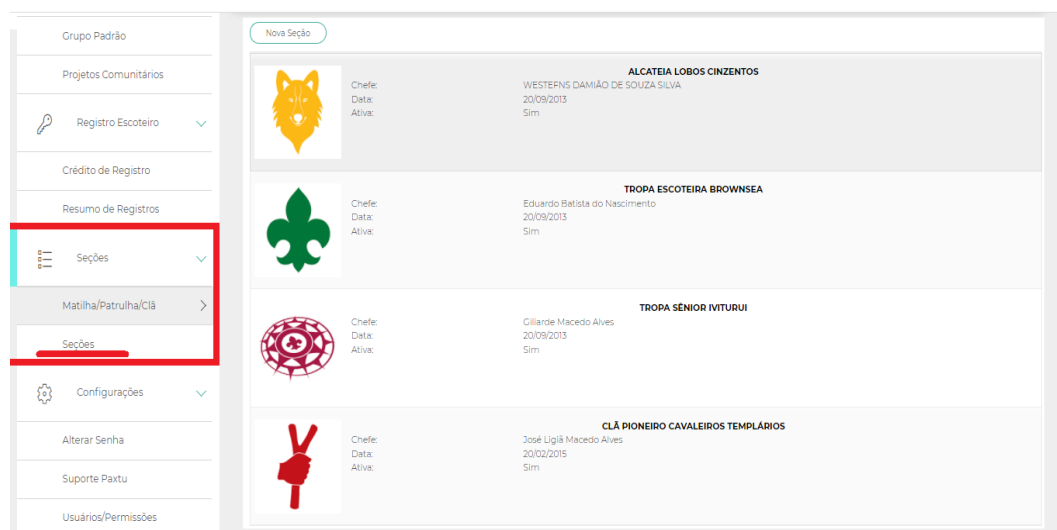 Grupo Padrão
Projetos Comunitários
Registro Escoteiro
Crédito de Registro
Resumo de Registros
Seções
Matilha/Patrulha/Clã
Seções
Configurações
Alterar Senha
Suporte Paxtu
Usuários/Permissões
Nova Seção
ALCATEIA LOBOS CINZENTOS
Chefe: WESTEFNS DAMIÃO DE SOUZA SILVA
Data: 20/09/2013
Ativa: Sim
TROPA ESCOTEIRA BROWNSEA
Chefe: Eduardo Batista do Nascimento
Data: 20/09/2013
Ativa: Sim
TROPA SÊNIOR IVITURUI
Chefe: Giliarde Macedo Alves
Data: 20/09/2013
Ativa: Sim
CLÃ PIONEIRO CAVALEIROS TEMPLÁRIOS
Chefe: José Ligiã Macedo Alves
Data: 20/02/2015
Ativa: Sim